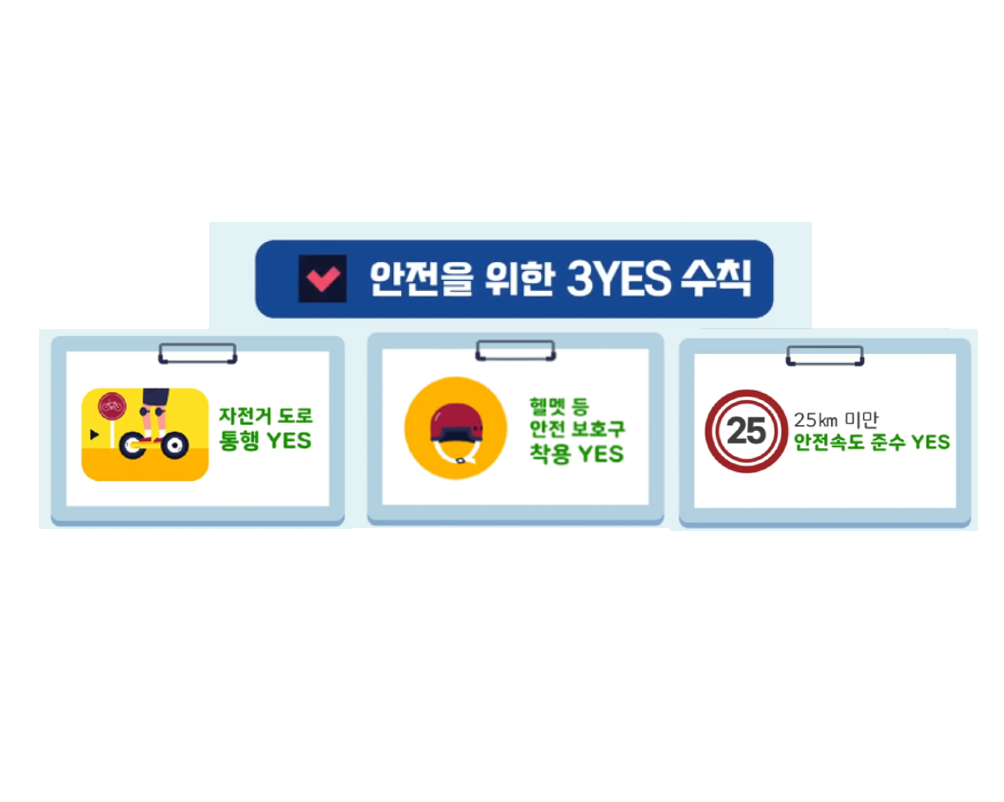 안전을 위한 3YES 수칙
자전거 도로
통행 YES
헬멧 등
안전 보호구
착용 YES
25
25km 미만
안전속도 준수 YES